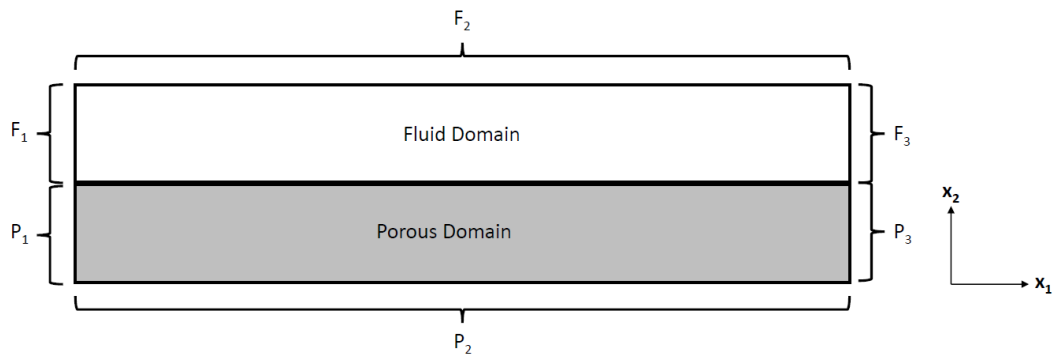 F₂
F₁
Fluid Domain
F₃
P₁
Porous Domain
P₃
x₂
x₁
P₂